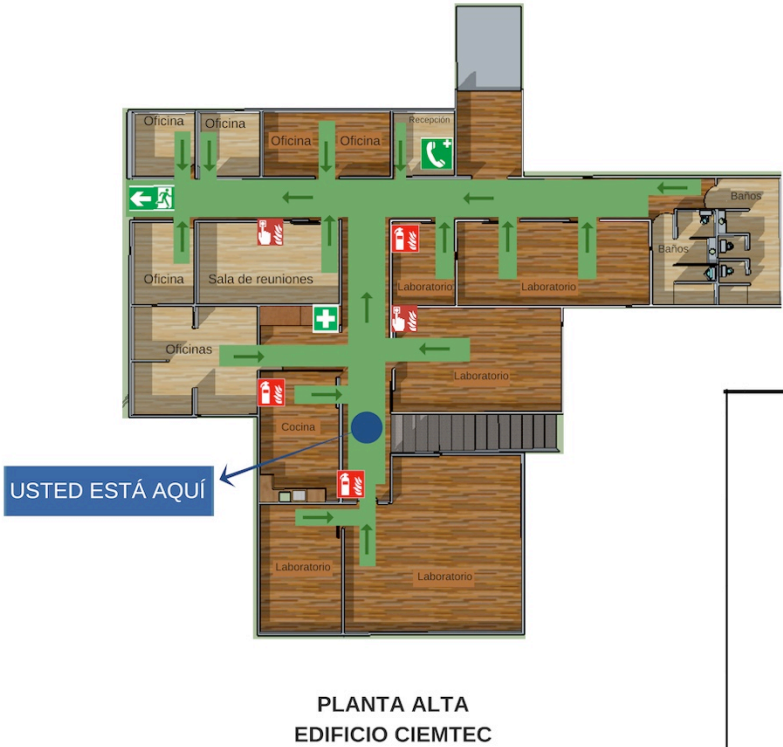 Oficina
Oficina
Oficina
Oficina
Recepción
Baños
Baños
Oficina
Sala de reuniones
Laboratorio
Laboratorio
Oficinas
Laboratorio
Cocina
USTED ESTÁ AQUÍ
Laboratorio
Laboratorio
PLANTA ALTA
EDIFICIO CIEMTEC